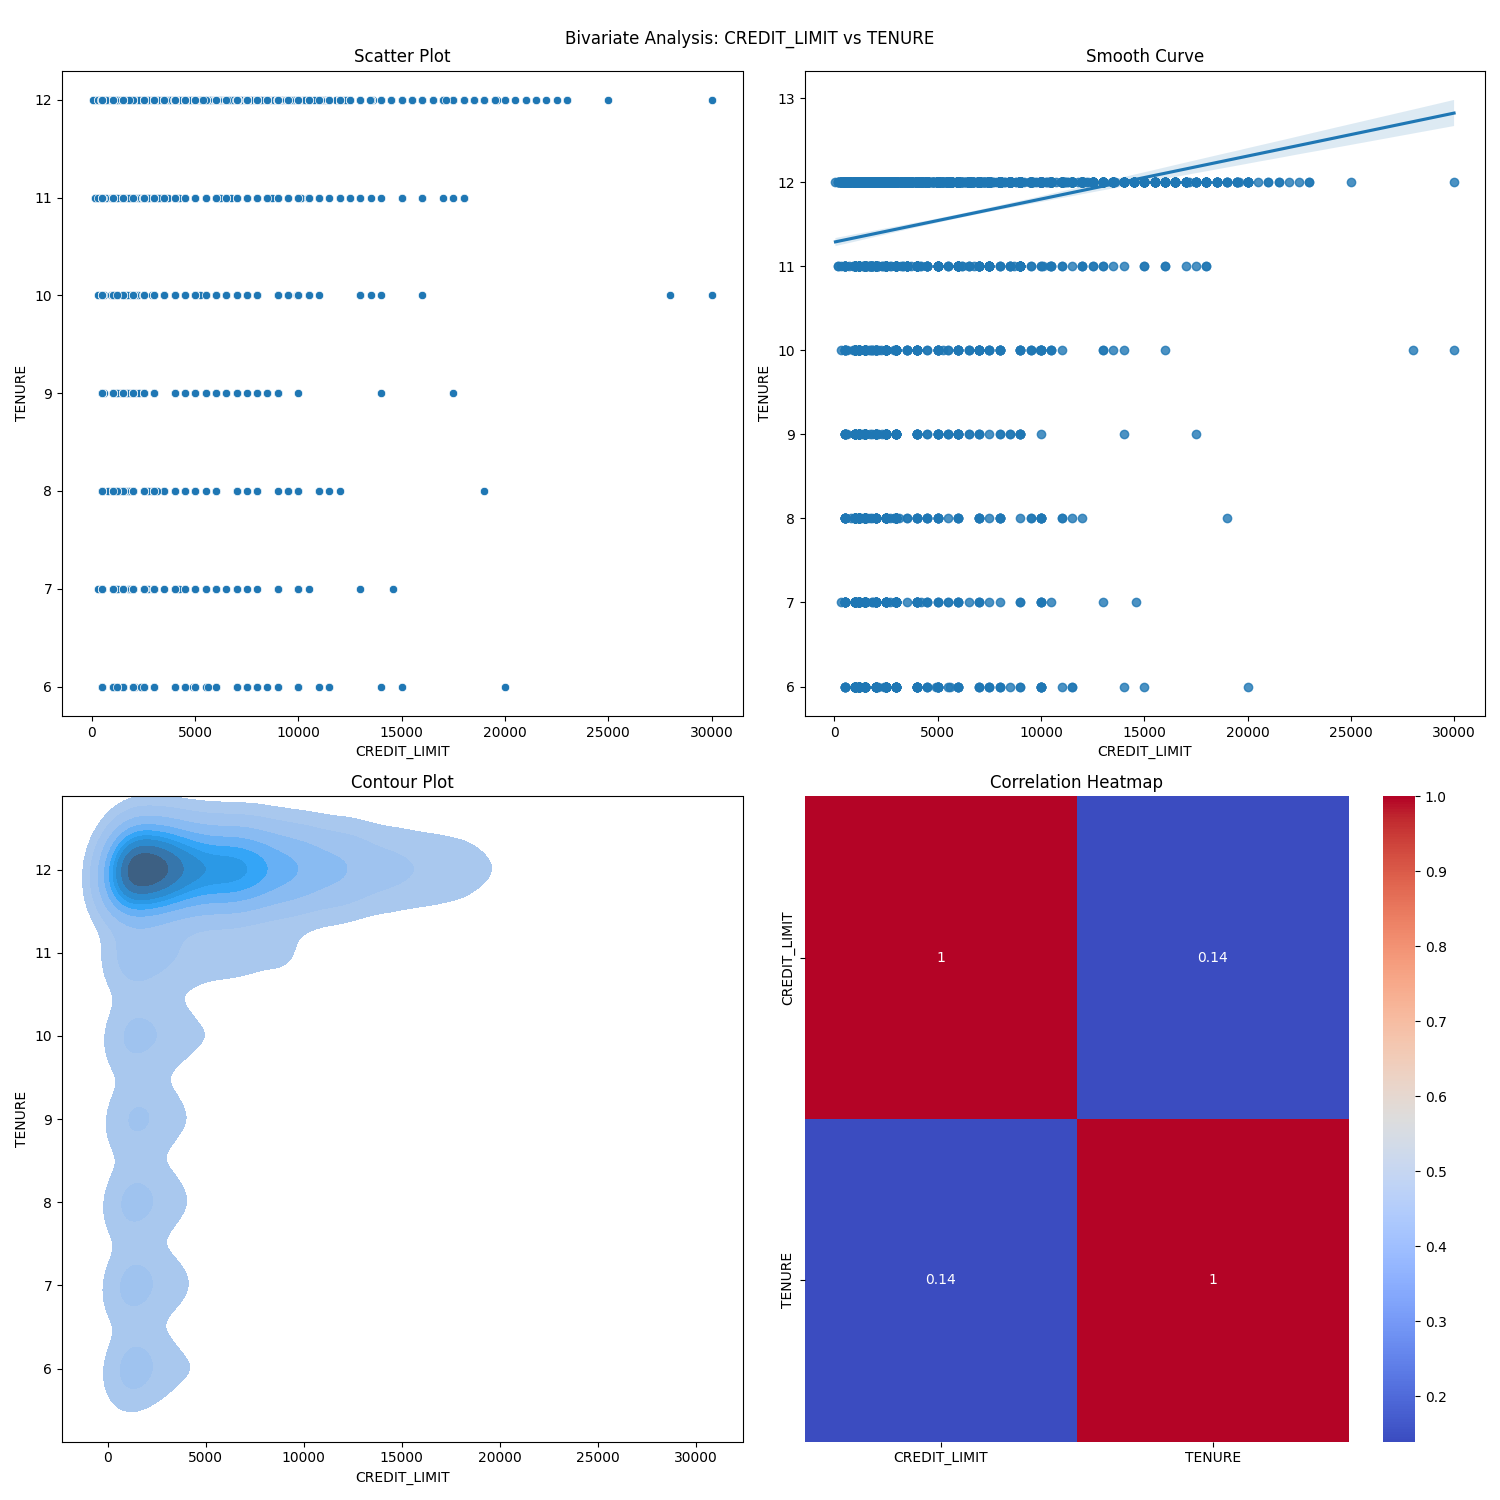 Bivariate Analysis: CREDIT_LIMIT vs TENURE
Scatter Plot
12
11
10
9
8
7
6
TENURE
0 5000 10000 15000 20000 25000 30000
CREDIT_LIMIT
Smooth Curve
13
12
11
10
9
8
7
6
TENURE
0 5000 10000 15000 20000 25000 30000
CREDIT_LIMIT
Contour Plot
12
11
10
9
8
7
6
TENURE
0 5000 10000 15000 20000 25000 30000
CREDIT_LIMIT
Correlation Heatmap
CREDIT_LIMIT
TENURE
1 0.14
0.14 1
CREDIT_LIMIT TENURE
1.0
0.9
0.8
0.7
0.6
0.5
0.4
0.3
0.2